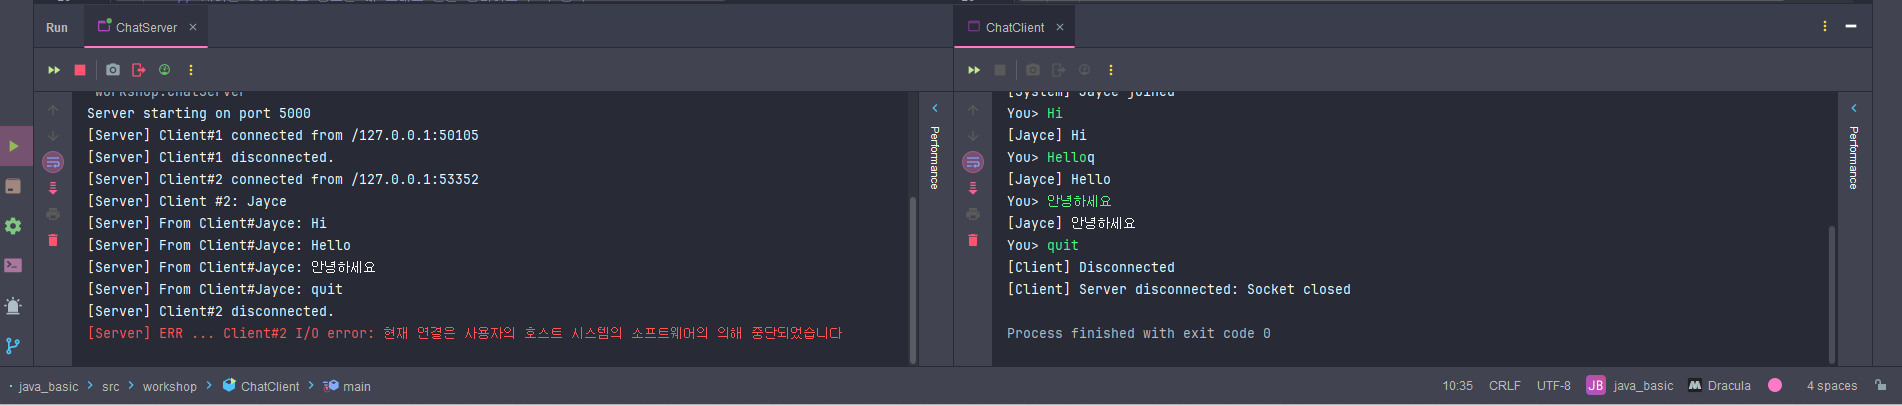 Run
ChatServer
workshop.ChatServer
Server starting on port 5000
[Server] Client#1 connected from /127.0.0.1:50105
[Server] Client#1 disconnected.
[Server] Client#2 connected from /127.0.0.1:53352
[Server] Client #2: Jayce
[Server] From Client#Jayce: Hi
[Server] From Client#Jayce: Hello
[Server] From Client#Jayce: 안녕하세요
[Server] From Client#Jayce: quit
[Server] Client#2 disconnected.
[Server] ERR ... Client#2 I/O error: 현재 연결은 사용자의 호스트 시스템의 소프트웨어의 의해 중단되었습니다
Performance
ChatClient
[System] Jayce joined
You> Hi
[Jayce] Hi
You> Helloq
[Jayce] Hello
You> 안녕하세요
[Jayce] 안녕하세요
You> quit
[Client] Disconnected
[Client] Server disconnected: Socket closed
Process finished with exit code 0
Performance
java_basic > src > workshop > ChatClient > main
10:35 CRLF UTF-8 JB java_basic M Dracula 4 spaces